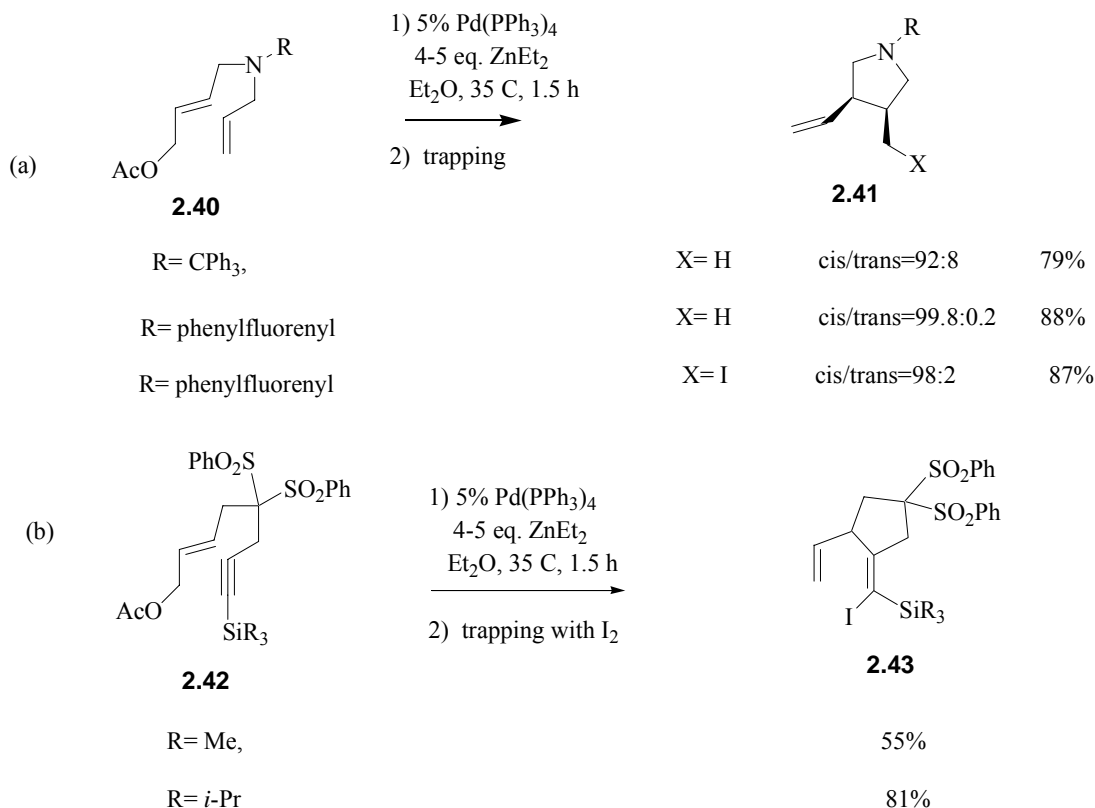 (a)
R
N
AcO
2.40
1) 5% Pd(PPh3)4
4-5 eq. ZnEt2
Et2O, 35 C, 1.5 h
2) trapping
R
N
X
2.41
R= CPh3, X= H cis/trans=92:8 79%
R= phenylfluorenyl X= H cis/trans=99.8:0.2 88%
R= phenylfluorenyl X= I cis/trans=98:2 87%
(b)
PhO2S
SO2Ph
AcO
SiR3
2.42
1) 5% Pd(PPh3)4
4-5 eq. ZnEt2
Et2O, 35 C, 1.5 h
2) trapping with I2
SO2Ph
SO2Ph
I
SiR3
2.43
R= Me, 55%
R= i-Pr 81%